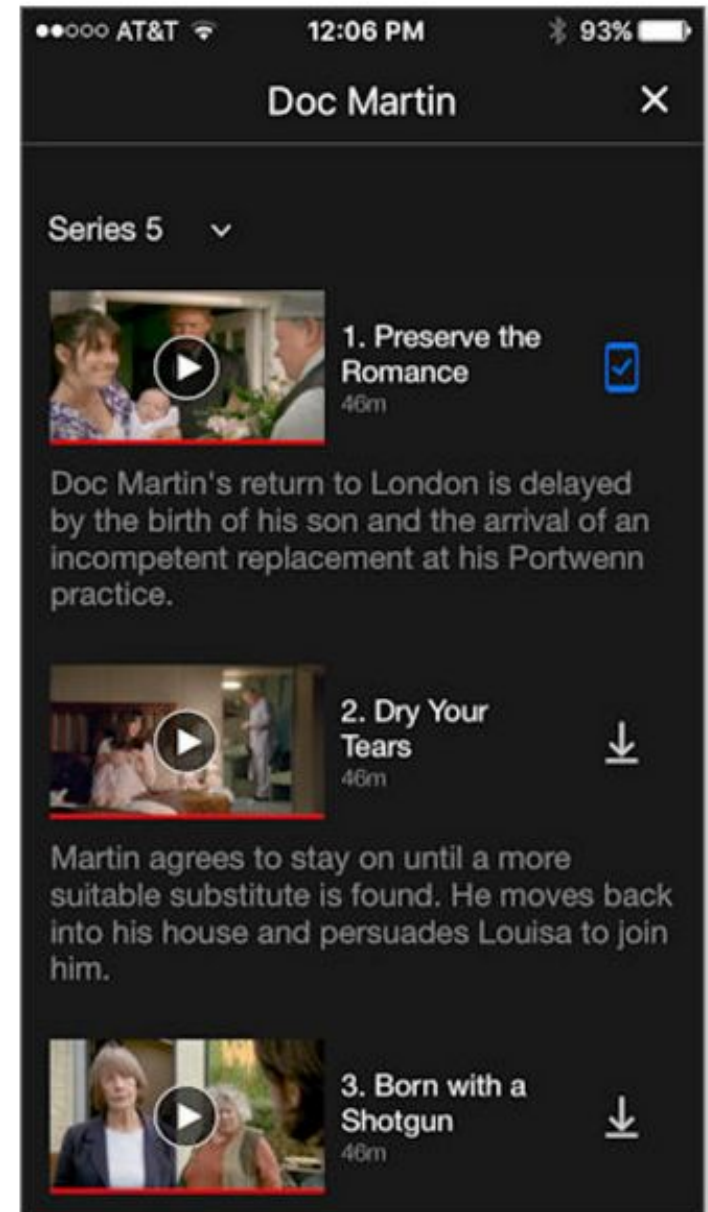 AT&T 12:06 PM 93%
Doc Martin
Series 5
1. Preserve the
Romance
46m
Doc Martin's return to London is delayed
by the birth of his son and the arrival of an
incompetent replacement at his Portwenn
practice.
2. Dry Your
Tears
46m
Martin agrees to stay on until a more
suitable substitute is found. He moves back
into his house and persuades Louisa to join
him.
3. Born with a
Shotgun
46m